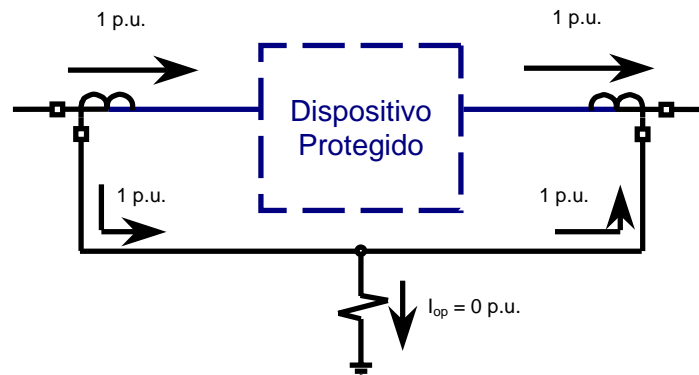 1 p.u.
1 p.u.
Dispositivo
Protegido
1 p.u.
1 p.u.
Iop = 0 p.u.